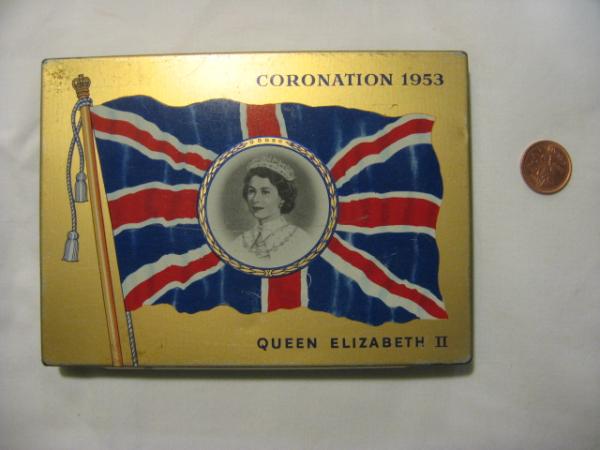 CORONATION 1953
QUEEN ELIZABETH II